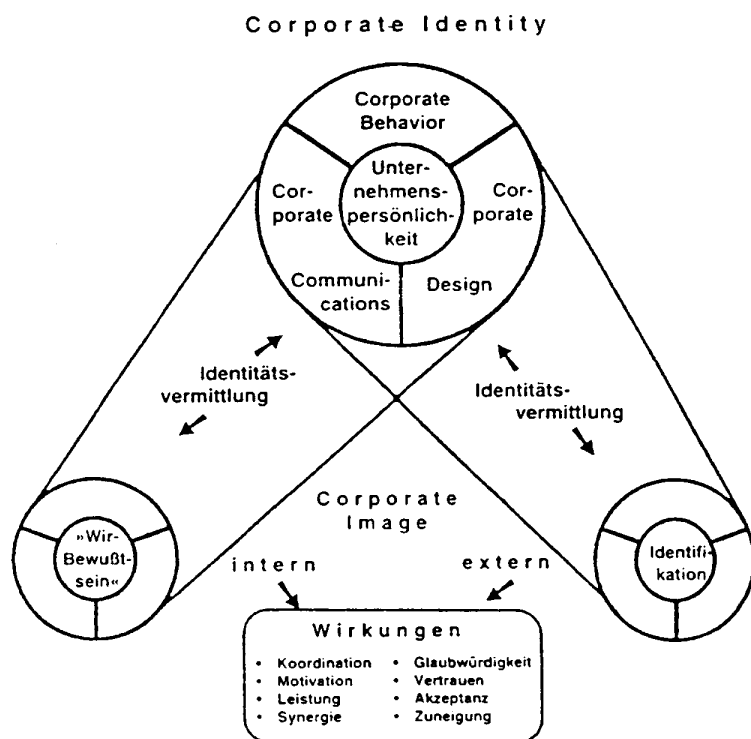 Corporate Identity
Corporate
Behavior
Unter-
nehmens-
persönlich-
keit
Cor-
porate
Communi-
cations
Cor-
porate
Design
Identitäts-
vermittlung
Identitäts-
vermittlung
»Wir-
Bewußt-
sein«
Corporate
Image
Identifi-
kation
intern
extern
Wirkungen
• Koordination
• Motivation
• Leistung
• Synergie
• Glaubwürdigkeit
• Vertrauen
• Akzeptanz
• Zuneigung